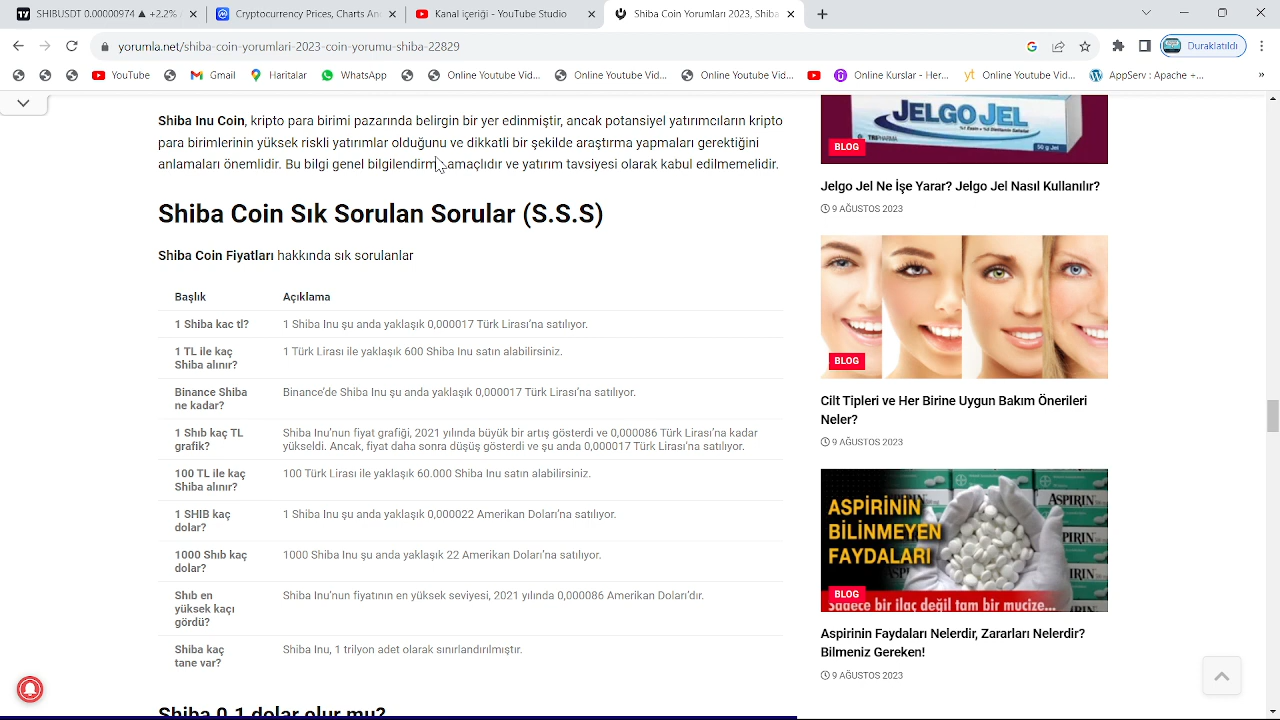 SHIBUSDT 0.00000974 ▲ +2.2%
Crypto Patterns Cheat Sheet: Cha
Kanal içeriği - YouTube Studio
Shiba Coin Yorumları 2023, Shiba
yorumla.net/shiba-coin-yorumlari-2023-coin-yorumu-shiba-22629
Duraklatıldı
YouTube
Gmail
Haritalar
WhatsApp
Online Youtube Vid...
Online Youtube Vid...
Online Youtube Vid...
YouTube
Online Kurslar - Her...
YouTube
AppServ : Apache +...
Shiba Inu Coin, kripto para birimi pazarında belirgin bir yer edinmiştir, ancak potansiyel yatırımcıların kripto
para birimlerinin yüksek riskli yatırımlar olduğunu ve dikkatli bir şekilde araştırma yapmaları gerektiğini
anlamaları önemlidir. Bu bilgi genel bilgilendirme amaçlıdır ve yatırım tavsiyesi olarak kabul edilmemelidir.
Shiba Coin Sık Sorulan Sorular (S.S.S)
Shiba Coin Fiyatları hakkında sık sorulanlar
Başlık Açıklama
1 Shiba kac tl? 1 Shiba Inu şu anda yaklaşık 0,000017 Türk Lirası’na satılıyor.
1 TL ile kaç
Shiba alınır?
1 Türk Lirası ile yaklaşık 600 Shiba Inu satın alabilirsiniz.
Binance Shiba
ne kadar?
Binance’de Shiba Inu şu anda yaklaşık 0,000017 Türk Lirası’na satılıyor.
1 Shıb kaç TL
grafik?
Shiba Inu’nun fiyat grafiği, 2021 yılında büyük bir artış gösterdi ve 0,000086 Türk Lirası’na kadar
yükseldi. Ancak, fiyat daha sonra düşüş gösterdi ve şu anda 0,000017 Türk Lirası’na satılıyor.
100 TL ile kaç
Shiba alınır?
100 Türk Lirası ile yaklaşık 60.000 Shiba Inu satın alabilirsiniz.
1 SHIB kaç
dolar?
1 Shiba Inu şu anda yaklaşık 0,000022 Amerikan Doları’na satılıyor.
1000 Shıb kaç
dolar?
1000 Shiba Inu şu anda yaklaşık 22 Amerikan Doları’na satılıyor.
Shıb en
yüksek kaçı
gördü?
Shiba Inu’nun fiyatının en yüksek seviyesi, 2021 yılında 0,000086 Amerikan Doları’dır.
Shiba kaç
tane var?
Shiba Inu, 1 trilyon adet olarak sınırlandırılmıştır.
Shiba 0.1 dolar olur mu?
JELGO JEL
50 g Jel
BLOG
Jelgo Jel Ne İşe Yarar? Jelgo Jel Nasıl Kullanılır?
9 AĞUSTOS 2023
BLOG
Cilt Tipleri ve Her Birine Uygun Bakım Önerileri
Neler?
9 AĞUSTOS 2023
ASPİRİNİN
BİLİNMEYEN
FAYDALARI
ASPIRIN
BLOG
Sadece bir ilaç değil tam bir mucize...
Aspirinin Faydaları Nelerdir, Zararları Nelerdir?
Bilmeniz Gereken!
9 AĞUSTOS 2023